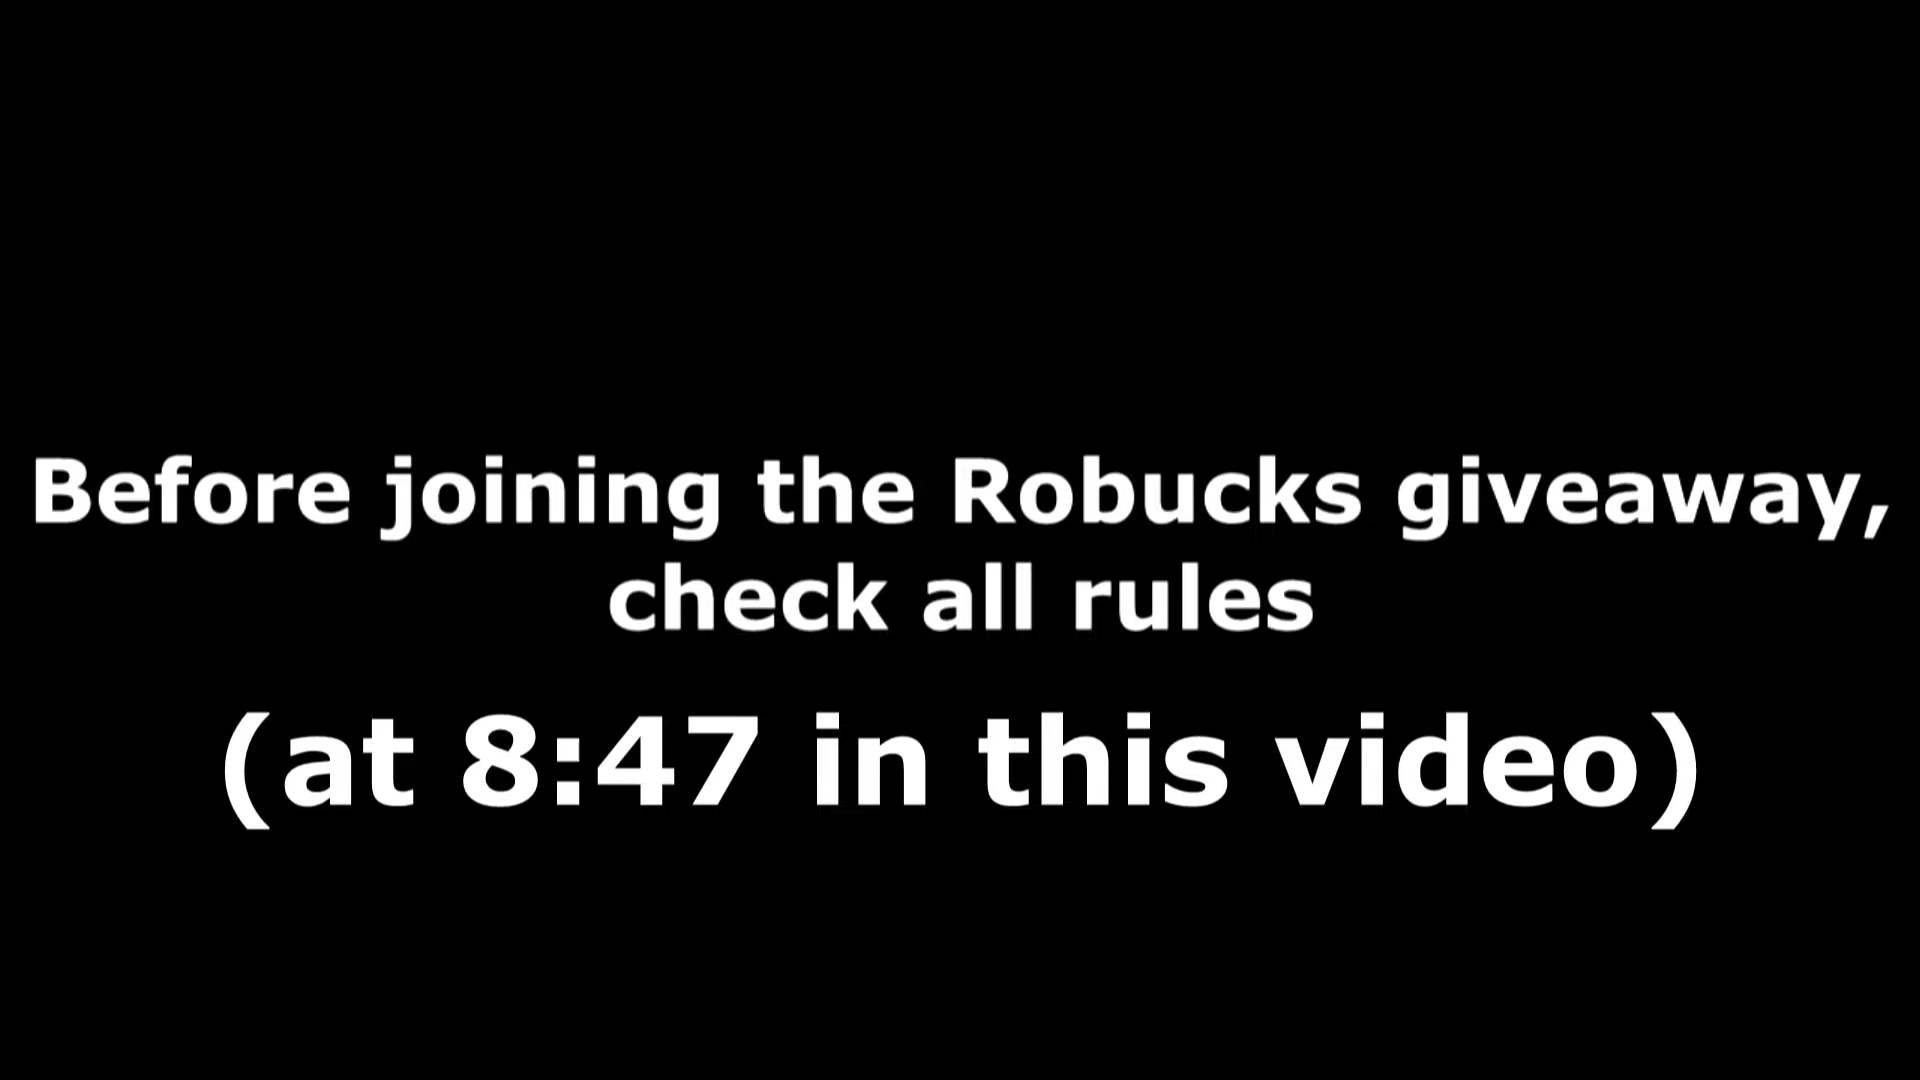 Before joining the Robucks giveaway,
check all rules
(at 8:47 in this video)